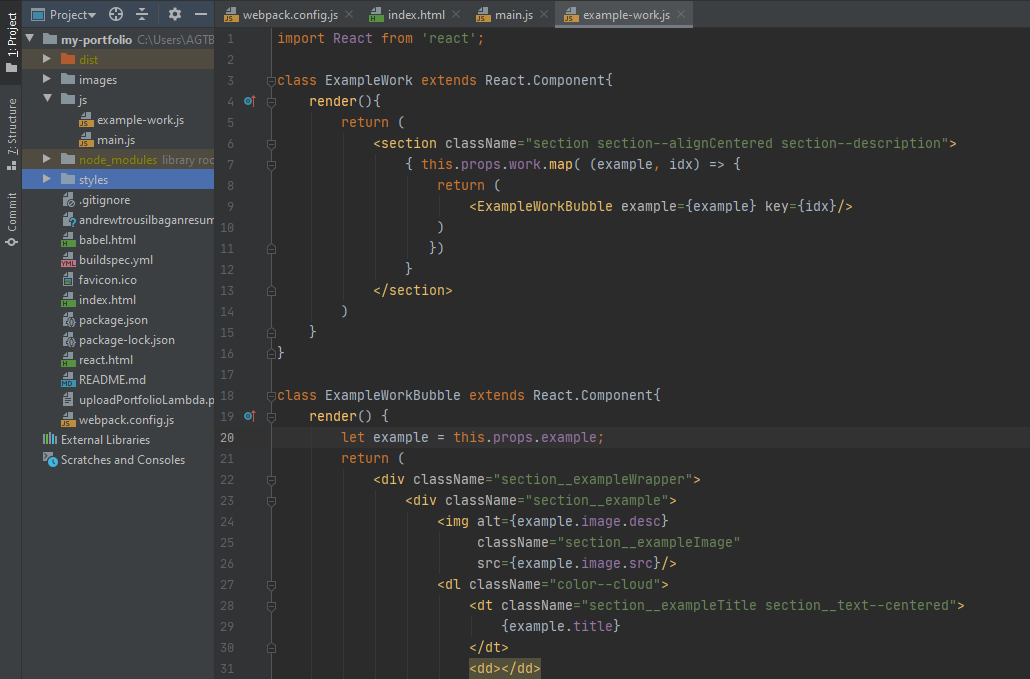 Project
webpack.config.js
index.html
main.js
example-work.js
1: Project
7: Structure
Commit
my-portfolio C:\Users\AGTB
dist
images
js
example-work.js
main.js
node_modules library roo
styles
.gitignore
andrewtrousilbaganresum
babel.html
buildspec.yml
favicon.ico
index.html
package.json
package-lock.json
react.html
README.md
uploadPortfolioLambda.p
webpack.config.js
External Libraries
Scratches and Consoles
1 import React from 'react';
2
3 class ExampleWork extends React.Component{
4 render(){
5 return (
6 <section className="section section--alignCentered section--description">
7 { this.props.work.map( (example, idx) => {
8 return (
9 <ExampleWorkBubble example={example} key={idx}/>
10 )
11 })
12 }
13 </section>
14 )
15 }
16 }
17
18 class ExampleWorkBubble extends React.Component{
19 render() {
20 let example = this.props.example;
21 return (
22 <div className="section__exampleWrapper">
23 <div className="section__example">
24 <img alt={example.image.desc}
25 className="section__exampleImage"
26 src={example.image.src}/>
27 <dl className="color--cloud">
28 <dt className="section__exampleTitle section__text--centered">
29 {example.title}
30 </dt>
31 <dd></dd>